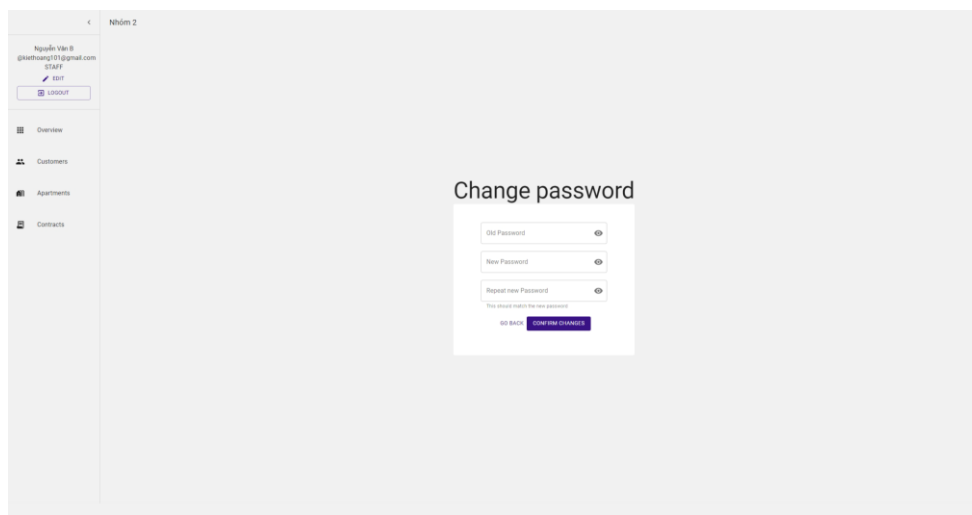 Nhóm 2
Nguyễn Văn B
@kiethoang101@gmail.com
STAFF
EDIT
LOGOUT
Overview
Customers
Apartments
Contracts
Change password
Old Password
New Password
Repeat new Password
This should match the new password
GO BACK CONFIRM CHANGES